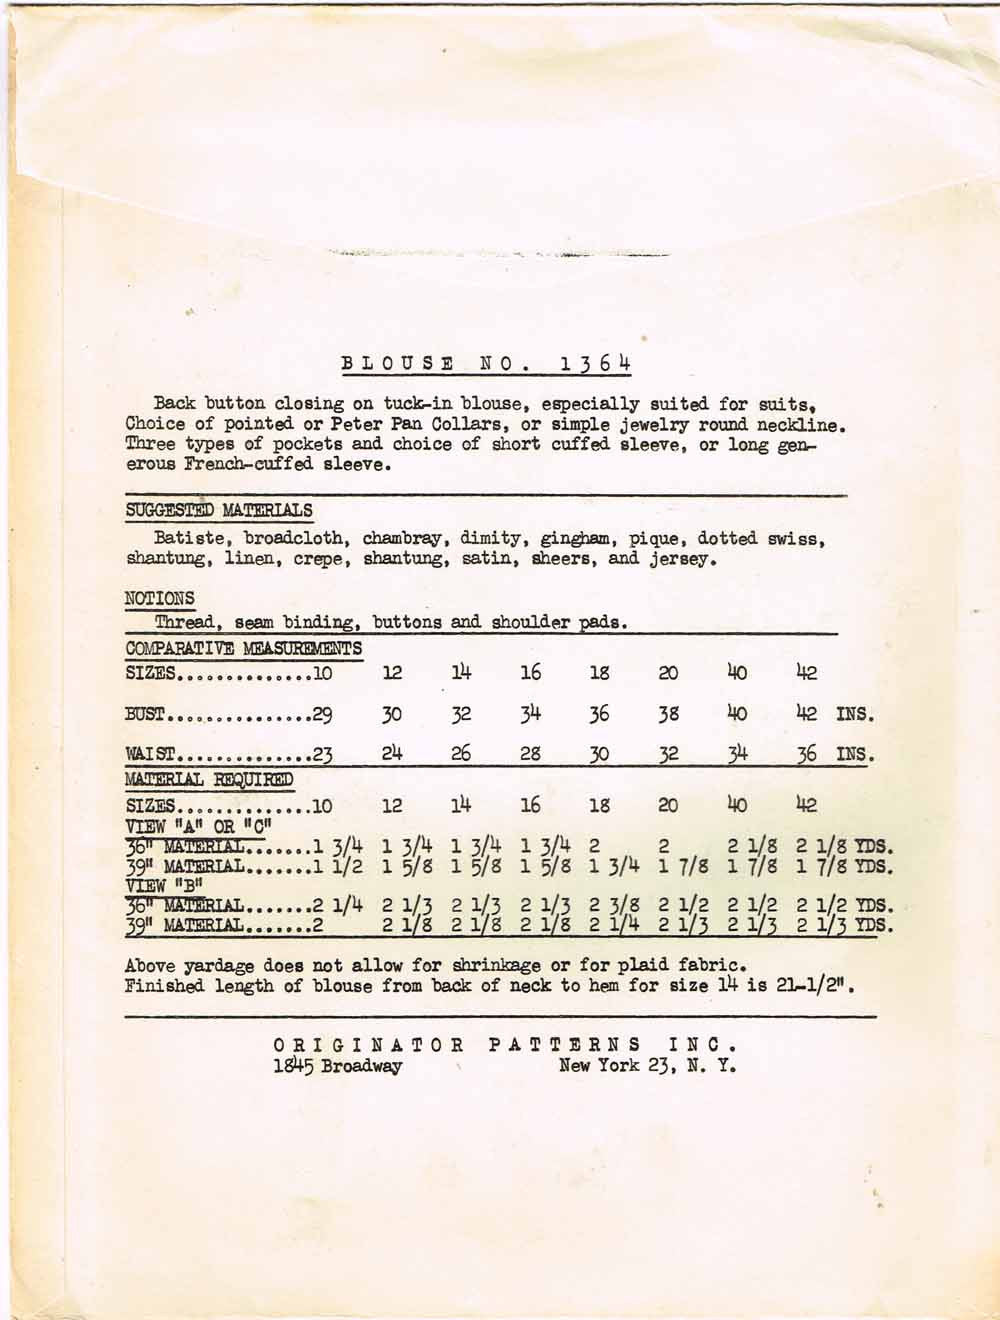 BLOUSE NO. 1364
Back button closing on tuck-in blouse, especially suited for suits,
Choice of pointed or Peter Pan Collars, or simple jewelry round neckline.
Three types of pockets and choice of short cuffed sleeve, or long gen-
erous French-cuffed sleeve.
SUGGESTED MATERIALS
Batiste, broadcloth, chambray, dimity, gingham, pique, dotted swiss,
shantung, linen, crepe, shantung, satin, sheers, and jersey.
NOTIONS
Thread, seam binding, buttons and shoulder pads.
COMPARATIVE MEASUREMENTS
SIZES...............10 12 14 16 18 20 40 42
BUST................29 30 32 34 36 38 40 42 INS.
WAIST...............23 24 26 28 30 32 34 36 INS.
MATERIAL REQUIRED
SIZES...............10 12 14 16 18 20 40 42
VIEW "A" OR "C"
36" MATERIAL........1 3/4 1 3/4 1 3/4 1 3/4 2 2 2 1/8 2 1/8 YDS.
39" MATERIAL........1 1/2 1 5/8 1 5/8 1 5/8 1 3/4 1 7/8 1 7/8 1 7/8 YDS.
VIEW "B"
36" MATERIAL........2 1/4 2 1/3 2 1/3 2 1/3 2 3/8 2 1/2 2 1/2 2 1/2 YDS.
39" MATERIAL........2 2 1/8 2 1/8 2 1/8 2 1/4 2 1/3 2 1/3 2 1/3 YDS.
Above yardage does not allow for shrinkage or for plaid fabric.
Finished length of blouse from back of neck to hem for size 14 is 21-1/2".
ORIGINATOR PATTERNS INC.
1845 Broadway New York 23, N. Y.